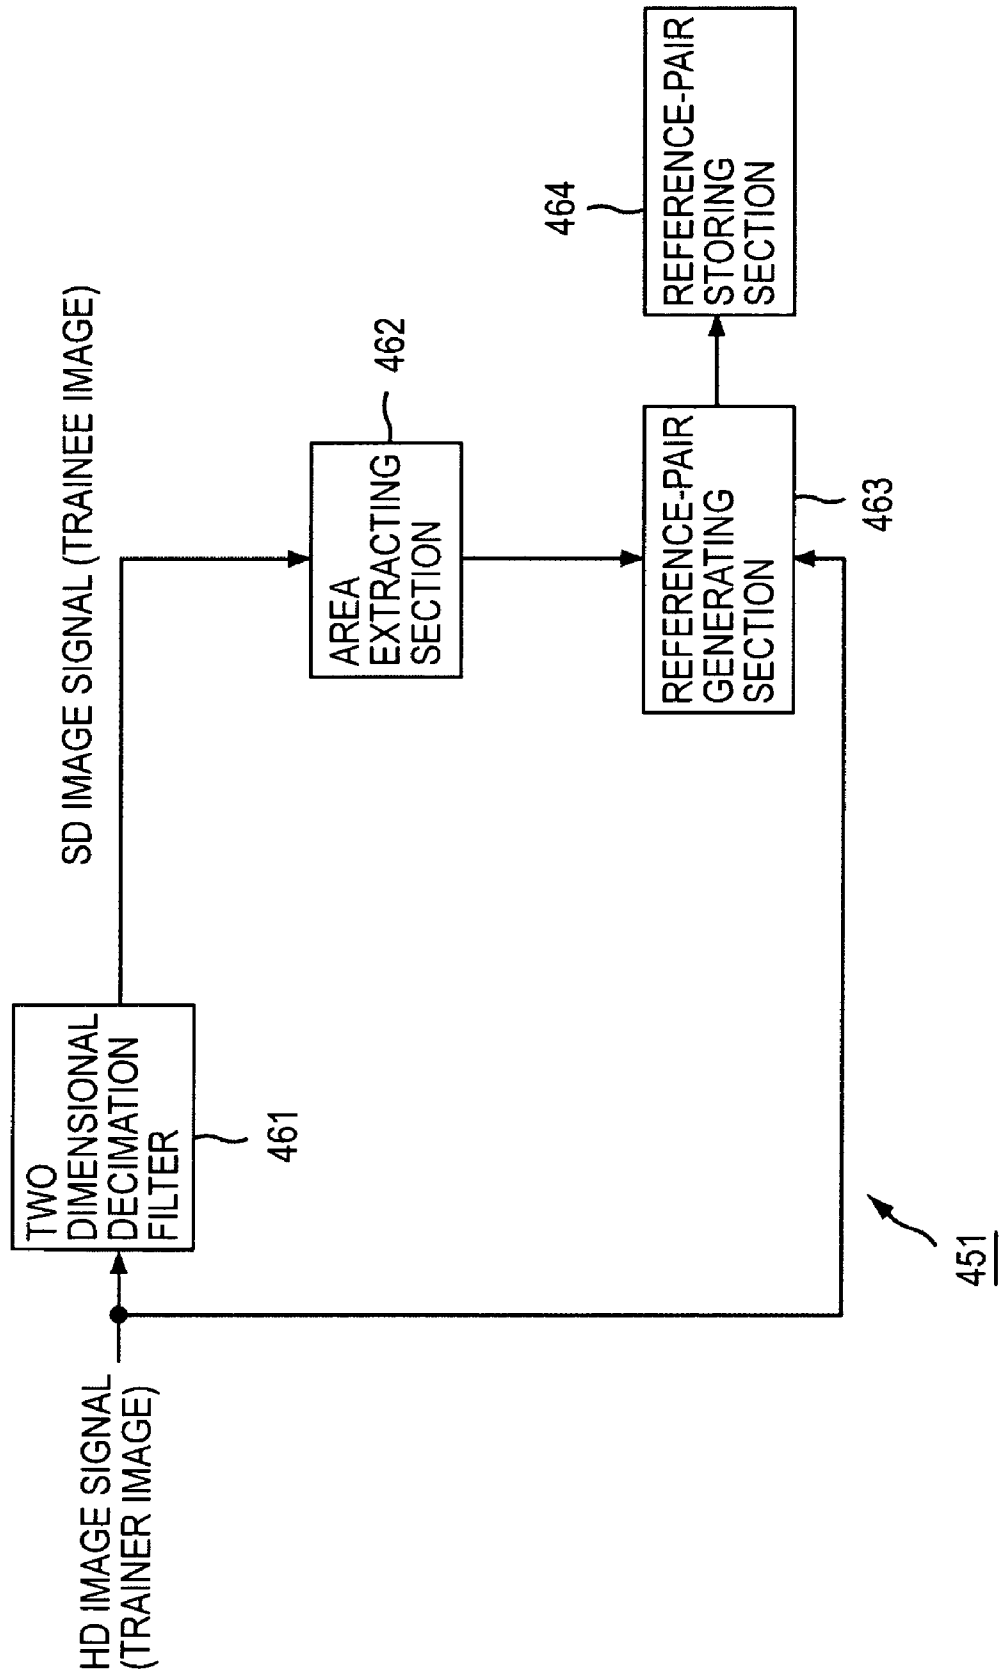 HD IMAGE SIGNAL
(TRAINER IMAGE)
TWO
DIMENSIONAL
DECIMATION
FILTER
461
SD IMAGE SIGNAL (TRAINEE IMAGE)
AREA
EXTRACTING
SECTION
462
REFERENCE-PAIR
GENERATING
SECTION
463
REFERENCE-PAIR
STORING
SECTION
464
451